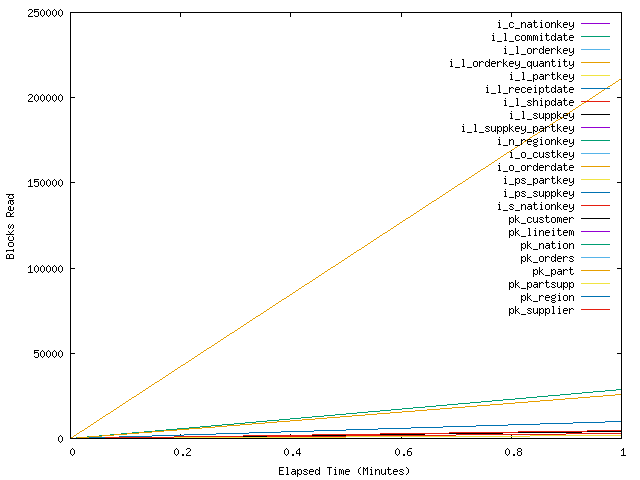 250000
200000
150000
100000
50000
0
Blocks Read
i_c_nationkey
i_l_commitdate
i_l_orderkey
i_l_orderkey_quantity
i_l_partkey
i_l_receiptdate
i_l_shipdate
i_l_suppkey
i_l_suppkey_partkey
i_n_regionkey
i_o_custkey
i_o_orderdate
i_ps_partkey
i_ps_suppkey
i_s_nationkey
pk_customer
pk_lineitem
pk_nation
pk_orders
pk_part
pk_partsupp
pk_region
pk_supplier
0 0.2 0.4 0.6 0.8 1
Elapsed Time (Minutes)